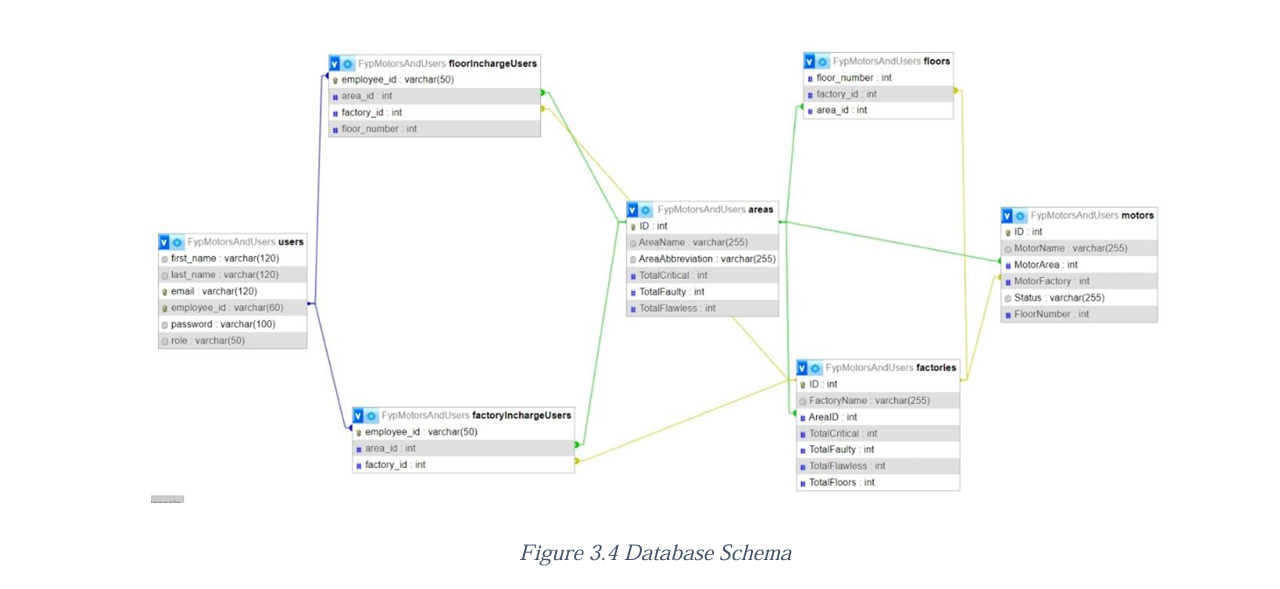 FypMotorsAndUsers floorInchargeUsers
employee_id : varchar(50)
area_id : int
factory_id : int
floor_number : int
FypMotorsAndUsers floors
floor_number : int
factory_id : int
area_id : int
FypMotorsAndUsers areas
ID : int
AreaName : varchar(255)
AreaAbbreviation : varchar(255)
TotalCritical : int
TotalFaulty : int
TotalFlawless : int
FypMotorsAndUsers motors
ID : int
MotorName : varchar(255)
MotorArea : int
MotorFactory : int
Status : varchar(255)
FloorNumber : int
FypMotorsAndUsers users
first_name : varchar(120)
last_name : varchar(120)
email : varchar(120)
employee_id : varchar(60)
password : varchar(100)
role : varchar(50)
FypMotorsAndUsers factories
ID : int
FactoryName : varchar(255)
AreaID : int
TotalCritical : int
TotalFaulty : int
TotalFlawless : int
TotalFloors : int
FypMotorsAndUsers factoryInchargeUsers
employee_id : varchar(50)
area_id : int
factory_id : int
Figure 3.4 Database Schema